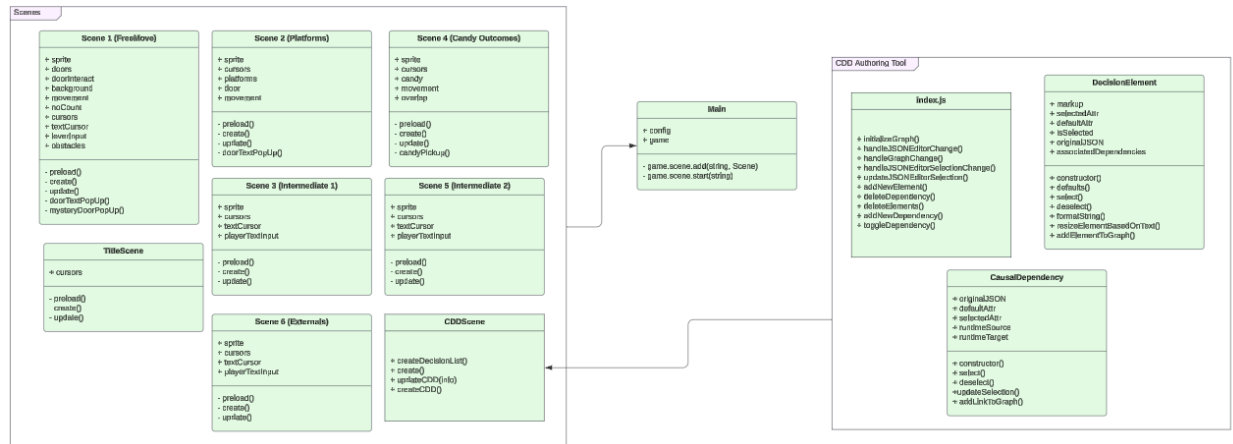 Scenes
Scene 1 (FreeMove)
+ sprite
+ doors
+ doorInteract
+ background
+ movement
+ noCount
+ cursors
+ textCursor
+ leverInput
+ obstacles
- preload()
- create()
- update()
- doorTextPopUp()
- mysteryDoorPopUp()
Scene 2 (Platforms)
+ sprite
+ cursors
+ platforms
+ door
+ movement
- preload()
- create()
- update()
- doorTextPopUp()
Scene 4 (Candy Outcomes)
+ sprite
+ cursors
+ candy
+ movement
+ overlap
- preload()
- create()
- update()
- candyPickup()
Scene 3 (Intermediate 1)
+ sprite
+ cursors
+ textCursor
+ playerTextInput
- preload()
- create()
- update()
Scene 5 (Intermediate 2)
+ sprite
+ cursors
+ textCursor
+ playerTextInput
- preload()
- create()
- update()
TitleScene
+ cursors
- preload()
create()
- update()
Scene 6 (Externals)
+ sprite
+ cursors
+ textCursor
+ playerTextInput
- preload()
- create()
- update()
CDDScene
+ createDecisionList()
+ create()
+ updateCDD(info)
+ createCDD()
Main
+ config
+ game
- game.scene.add(string, Scene)
- game.scene.start(string)
CDD Authoring Tool
index.js
+ initializeGraph()
+ handleJSONEditorChange()
+ handleGraphChange()
+ handleJSONEditorSelectionChange()
+ updateJSONEditorSelection()
+ addNewElement()
+ deleteDependency()
+ deleteElements()
+ addNewDependency()
+ toggleDependency()
DecisionElement
+ markup
+ selectedAttr
+ defaultAttr
+ isSelected
+ originalJSON
+ associatedDependencies
+ constructor()
+ defaults()
+ select()
+ deselect()
+ formatString()
+ resizeElementBasedOnText()
+ addElementToGraph()
CausalDependency
+ originalJSON
+ defaultAttr
+ selectedAttr
+ runtimeSource
+ runtimeTarget
+ constructor()
+ select()
+ deselect()
+updateSelection()
+ addLinkToGraph()